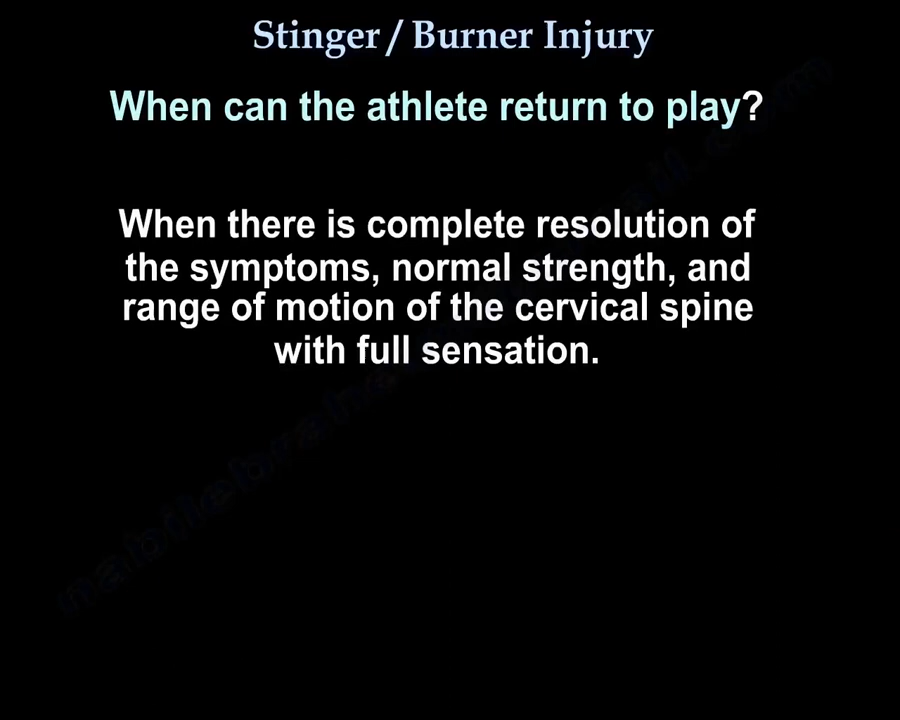 Stinger / Burner Injury
When can the athlete return to play?
When there is complete resolution of
the symptoms, normal strength, and
range of motion of the cervical spine
with full sensation.